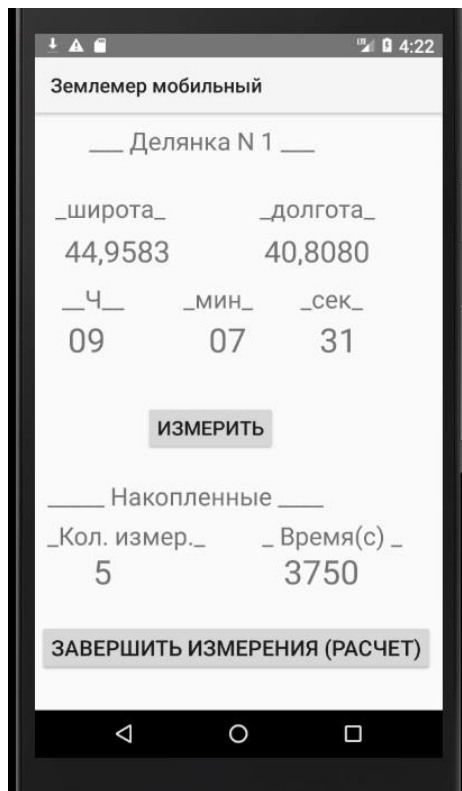 4:22
Землемер мобильный
___ Делянка N 1 ___
_широта_ _долгота_
44,9583 40,8080
__Ч__ _мин_ _сек_
09 07 31
ИЗМЕРИТЬ
_____ Накопленные ____
_Кол. измер._ _ Время(с) _
5 3750
ЗАВЕРШИТЬ ИЗМЕРЕНИЯ (РАСЧЕТ)